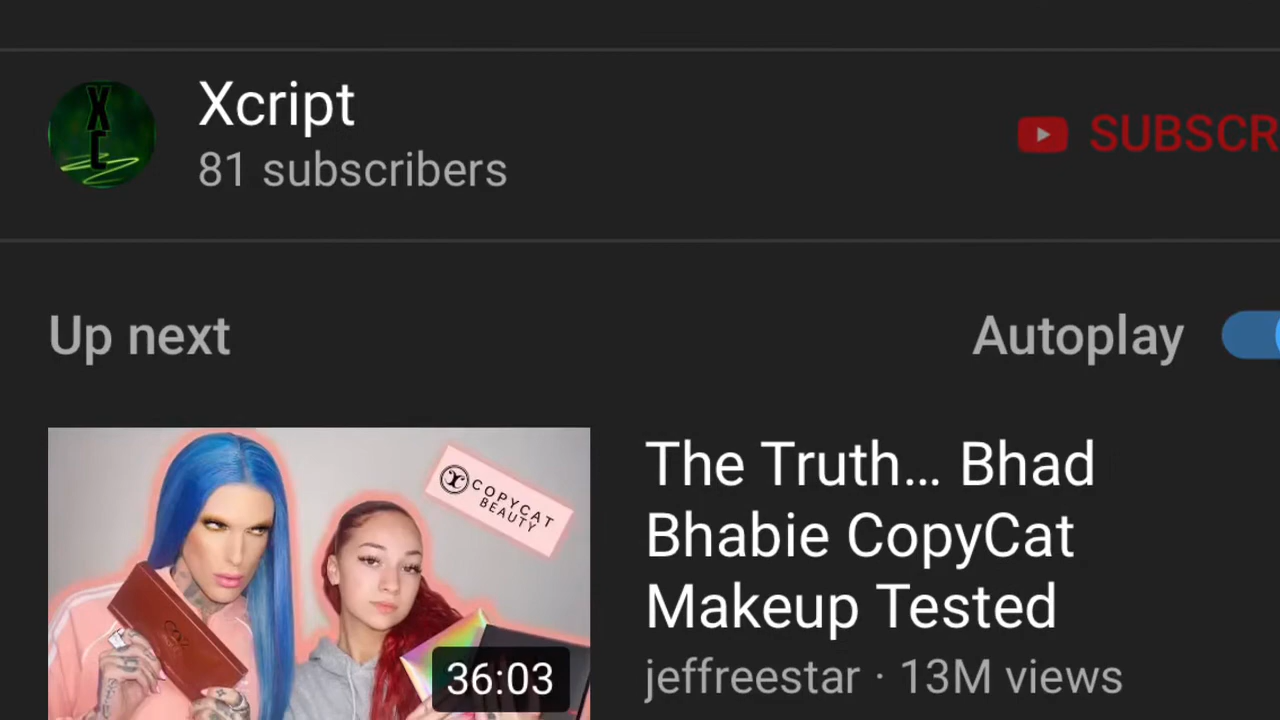 XC
Xcript
81 subscribers
SUBSCR
Up next
Autoplay
COPYCAT
BEAUTY
36:03
The Truth... Bhad
Bhabie CopyCat
Makeup Tested
jeffreestar · 13M views